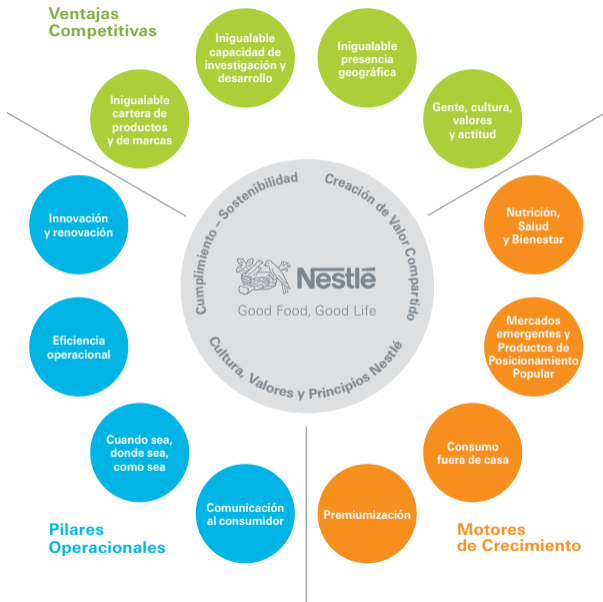 Ventajas
Competitivas
Inigualable
cartera de
productos
y de marcas
Inigualable
capacidad de
investigación y
desarrollo
Inigualable
presencia
geográfica
Gente, cultura,
valores
y actitud
Cumplimiento – Sostenibilidad
Creación de Valor Compartido
Nestlé
Good Food, Good Life
Cultura, Valores y Principios Nestlé
Innovación
y renovación
Eficiencia
operacional
Cuando sea,
donde sea,
como sea
Comunicación
al consumidor
Pilares
Operacionales
Nutrición,
Salud
y Bienestar
Mercados
emergentes y
Productos de
Posicionamiento
Popular
Consumo
fuera de casa
Premiumización
Motores
de Crecimiento